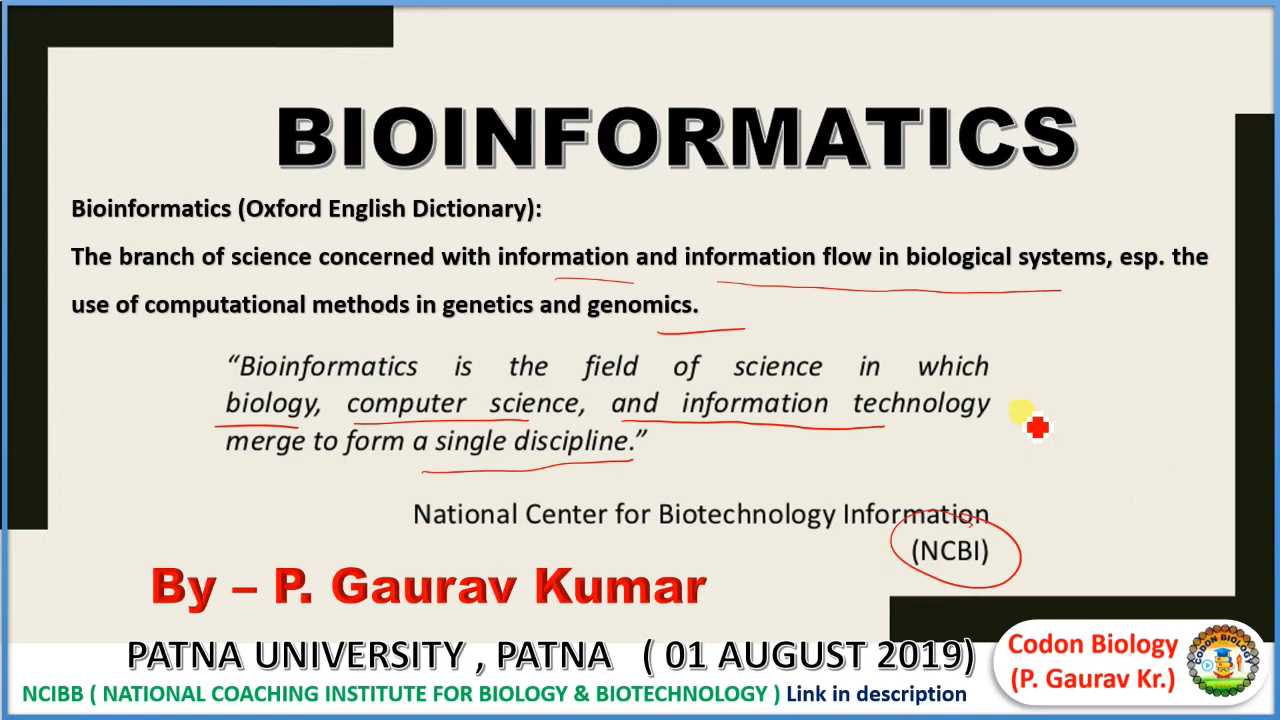 BIOINFORMATICS
Bioinformatics (Oxford English Dictionary):
The branch of science concerned with information and information flow in biological systems, esp. the
use of computational methods in genetics and genomics.
“Bioinformatics is the field of science in which
biology, computer science, and information technology
merge to form a single discipline.”
National Center for Biotechnology Information
(NCBI)
By – P. Gaurav Kumar
PATNA UNIVERSITY , PATNA ( 01 AUGUST 2019)
NCIBB ( NATIONAL COACHING INSTITUTE FOR BIOLOGY & BIOTECHNOLOGY ) Link in description
Codon Biology
(P. Gaurav Kr.)
CODON BIOLOGY